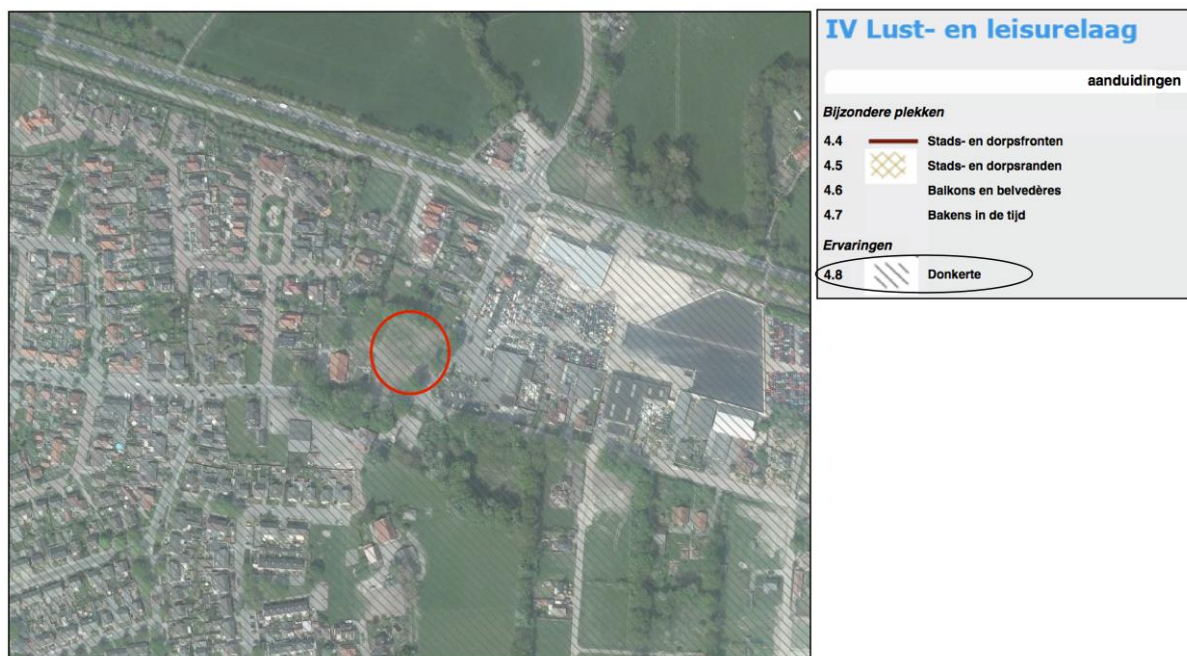 IV Lust- en leisurelaag
aanduidingen
Bijzondere plekken
4.4 Stads- en dorpsfronten
4.5 Stads- en dorpsranden
4.6 Balkons en belvedères
4.7 Bakens in de tijd
Ervaringen
4.8 Donkerte